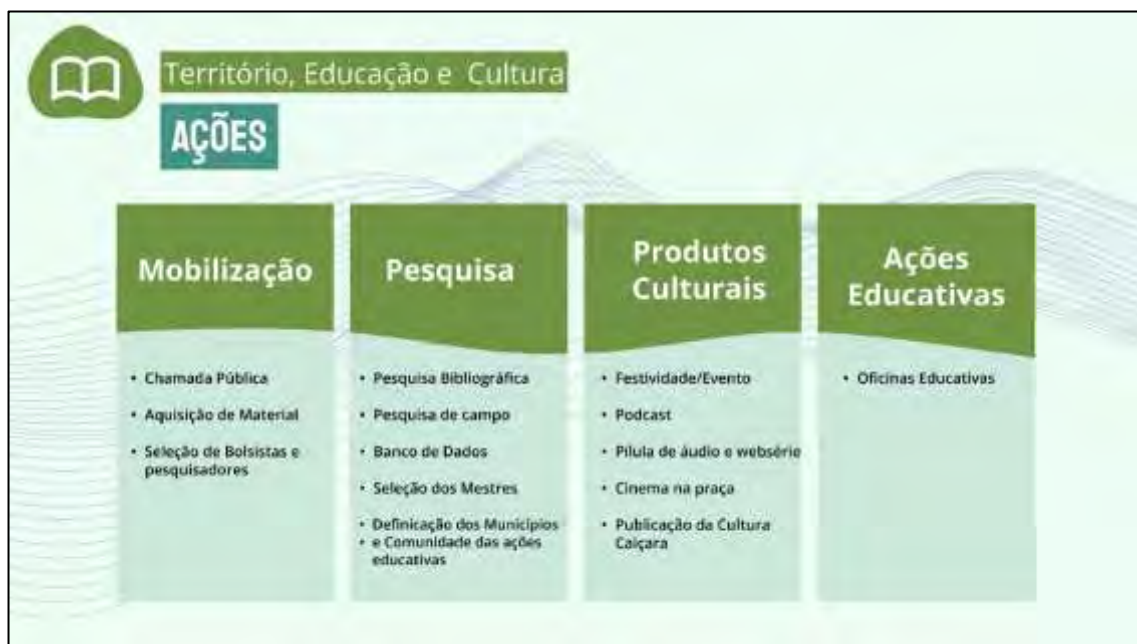 Território, Educação e Cultura
AÇÕES
Mobilização
• Chamada Pública
• Aquisição de Material
• Seleção de Bolsistas e
pesquisadores
Pesquisa
• Pesquisa Bibliográfica
• Pesquisa de campo
• Banco de Dados
• Seleção dos Mestres
• Definicação dos Municípios
• e Comunidade das ações
educativas
Produtos
Culturais
• Festividade/Evento
• Podcast
• Pílula de áudio e websérie
• Cinema na praça
• Publicação da Cultura
Caiçara
Ações
Educativas
• Oficinas Educativas